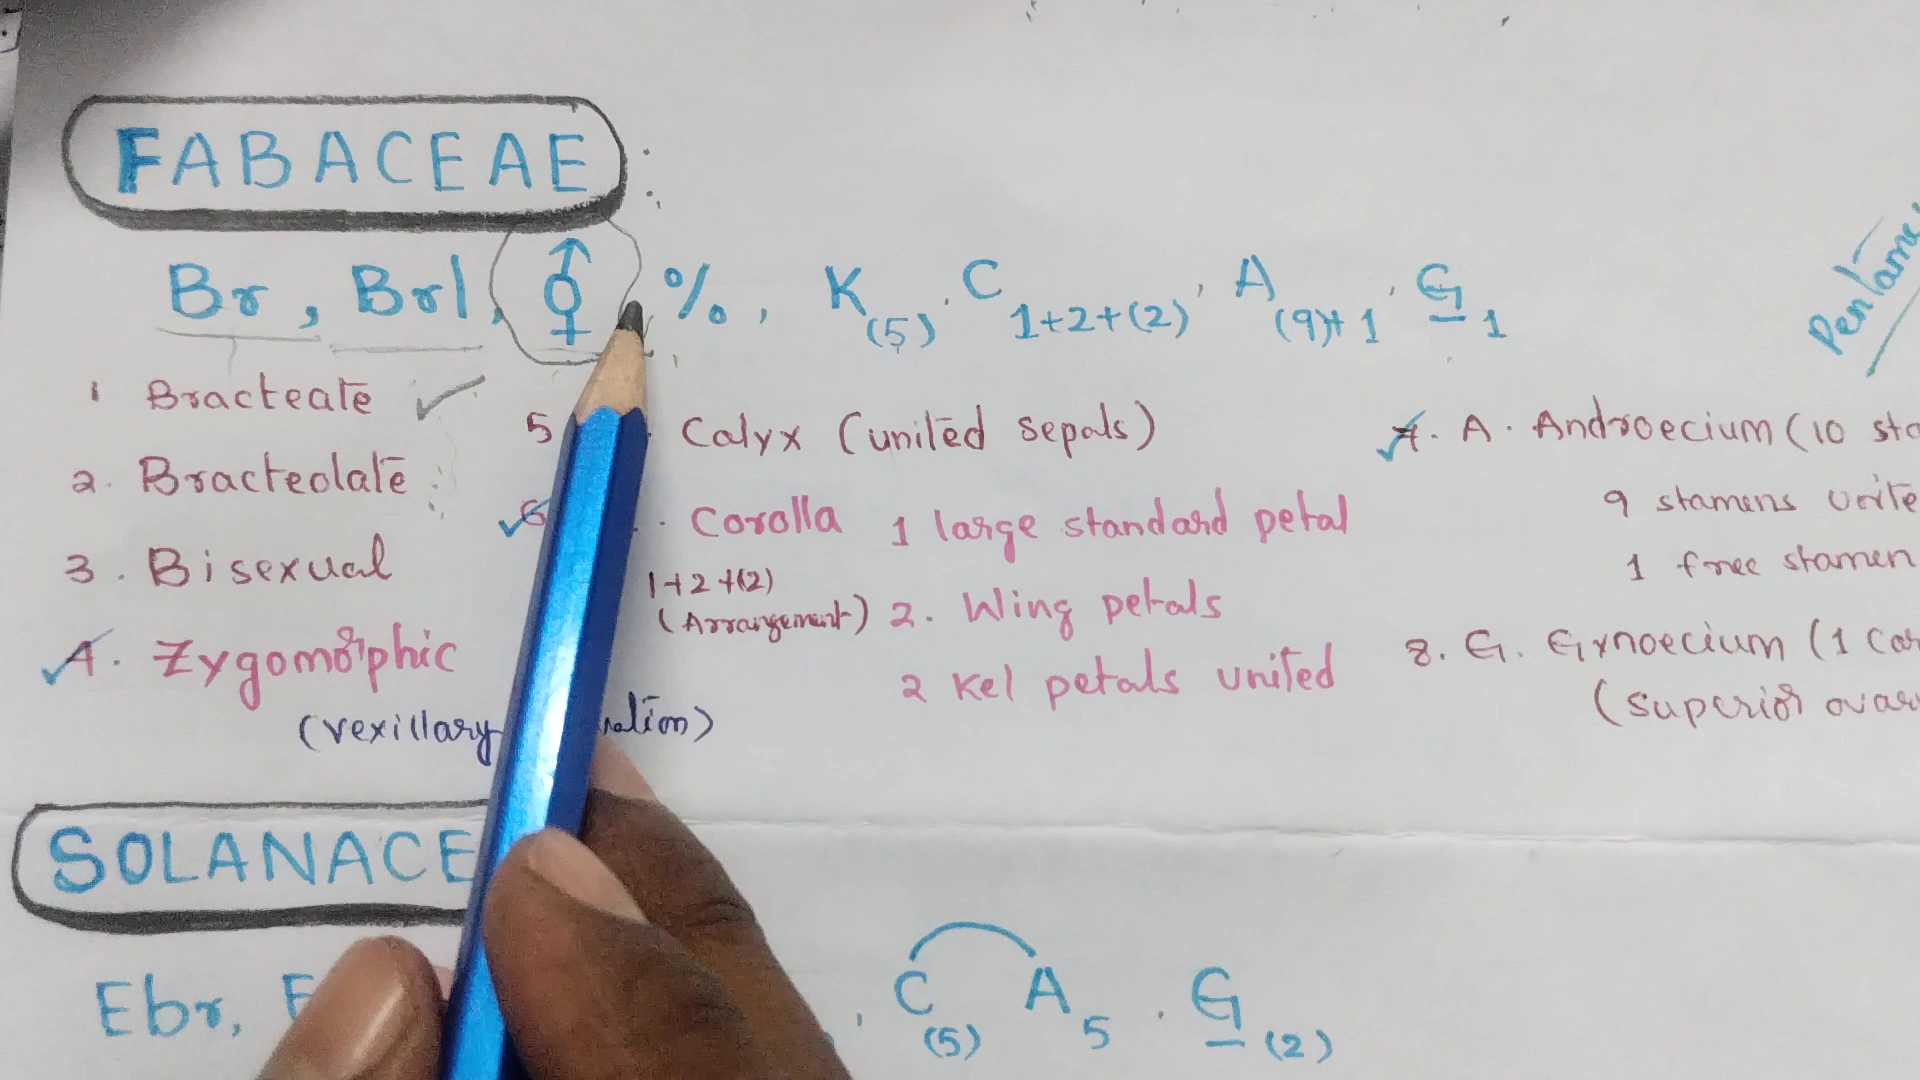 FABACEAE :
Br, Brl, ⚥ %, K(5), C1+2+(2), A(9)+1, G1
Pentame
1 Bracteate ✓
2. Bracteolate
3. Bisexual
4. Zygomorphic
(vexillary
5
Calyx (united sepals)
6
Corolla 1 large standard petal
1+2+(2)
(Arrangement) 2. Wing petals
2 Kel petals united
7. A. Androecium (10 sta
9 stamens unite
1 free stamen
8. G. Gynoecium (1 Car
(superior ovar
SOLANACE
Ebr,
C(5) A5 . G(2)